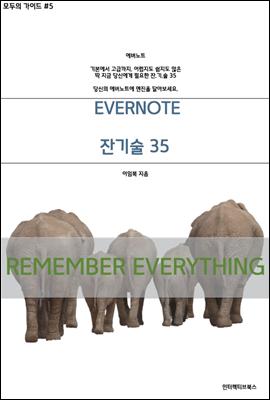 모두의 가이드 #5
에버노트
기본에서 고급까지, 어렵지도 쉽지도 않은
딱 지금 당신에게 필요한 잔.기.술 35
당신의 에버노트에 엔진을 달아보세요.
EVERNOTE
잔기술 35
이임복 지음
REMEMBER EVERYTHING
인터렉티브북스